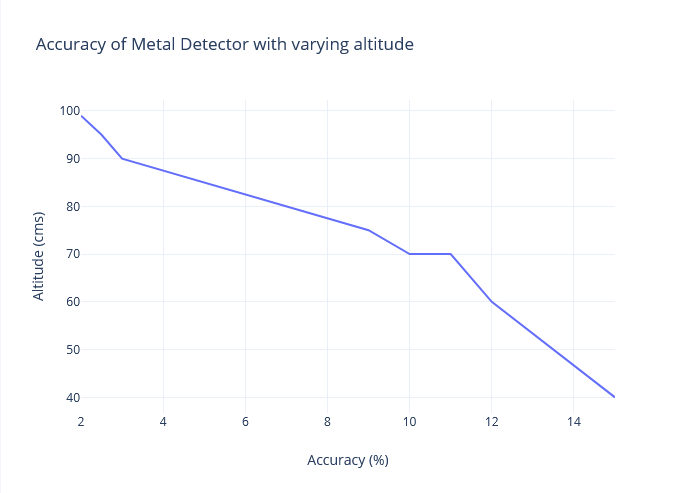 Accuracy of Metal Detector with varying altitude
100
90
80
70
60
50
40
Altitude (cms)
2 4 6 8 10 12 14
Accuracy (%)